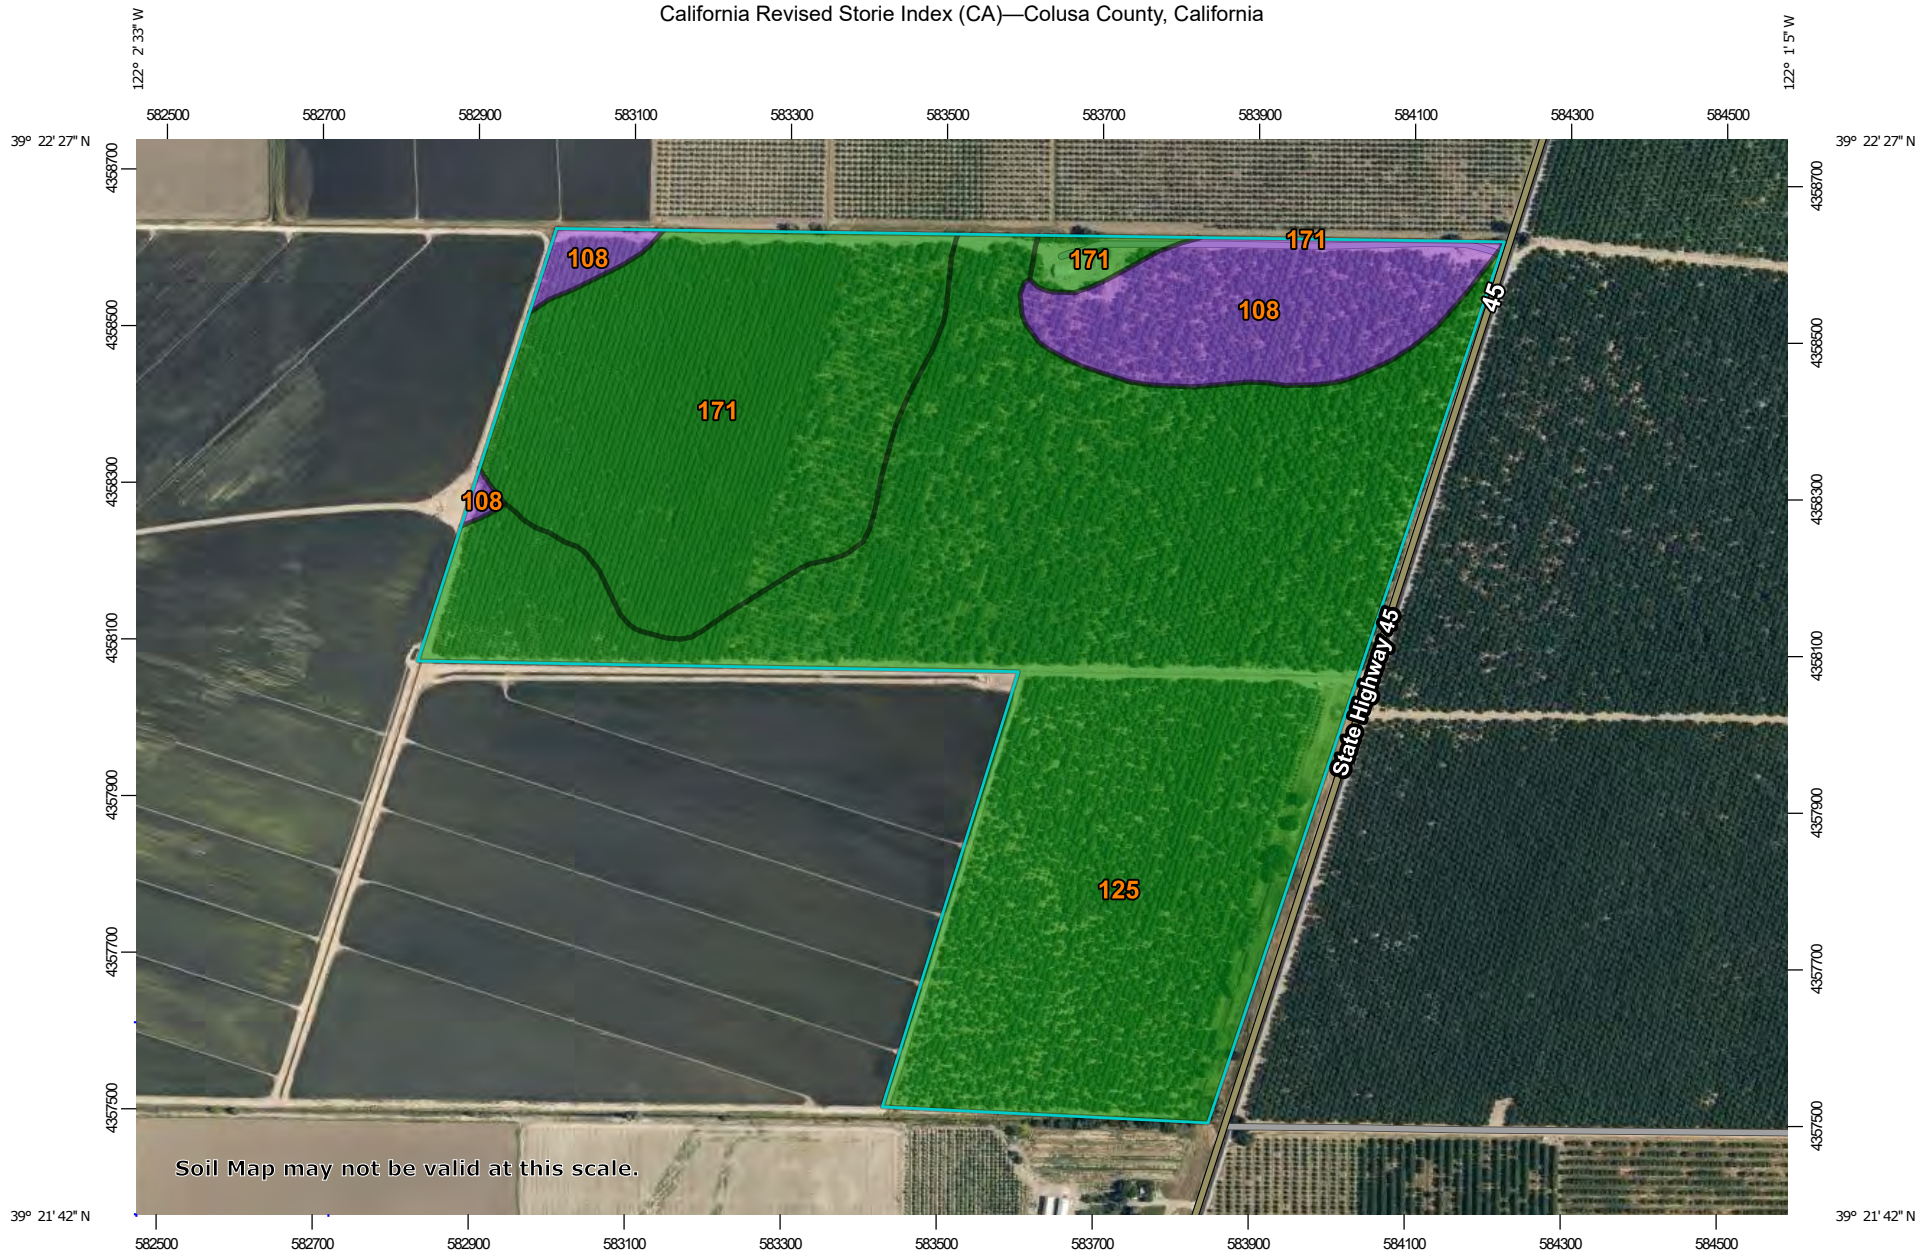 California Revised Storie Index (CA)—Colusa County, California
122° 2' 33'' W
122° 1' 5'' W
582500 582700 582900 583100 583300 583500 583700 583900 584100 584300 584500
39° 22' 27'' N
39° 22' 27'' N
4358700
4358700
171
108
171
108
45
4358500
4358500
171
108
4358300
4358300
4358100
4358100
State Highway 45
4357900
4357900
125
4357700
4357700
4357500
4357500
Soil Map may not be valid at this scale.
39° 21' 42'' N
39° 21' 42'' N
582500 582700 582900 583100 583300 583500 583700 583900 584100 584300 584500